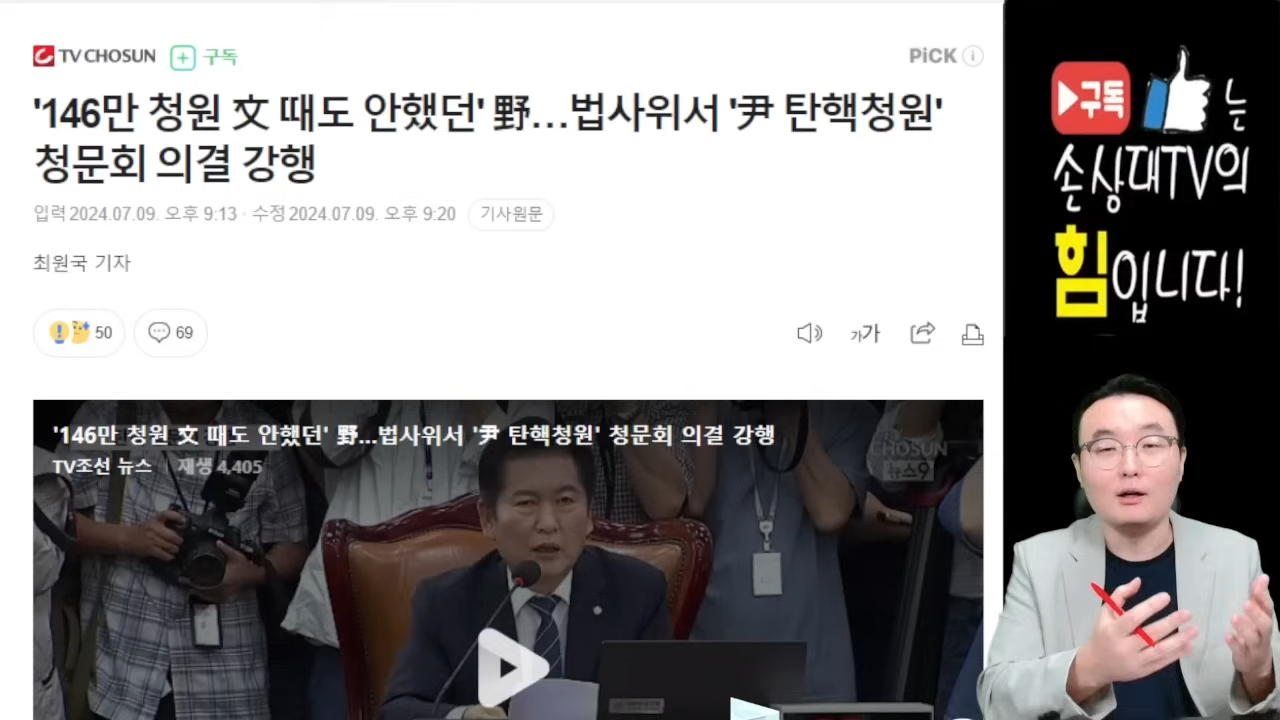 TV CHOSUN 구독
PiCK
'146만 청원 文 때도 안했던' 野…법사위서 '尹 탄핵청원'
청문회 의결 강행
입력 2024.07.09. 오후 9:13 · 수정 2024.07.09. 오후 9:20 기사원문
최원국 기자
50 69
가가
'146만 청원 文 때도 안했던' 野...법사위서 '尹 탄핵청원' 청문회 의결 강행
TV조선 뉴스 | 재생 4,405
CHOSUN
뉴스9
구독 는
손상대TV의
힘입니다!